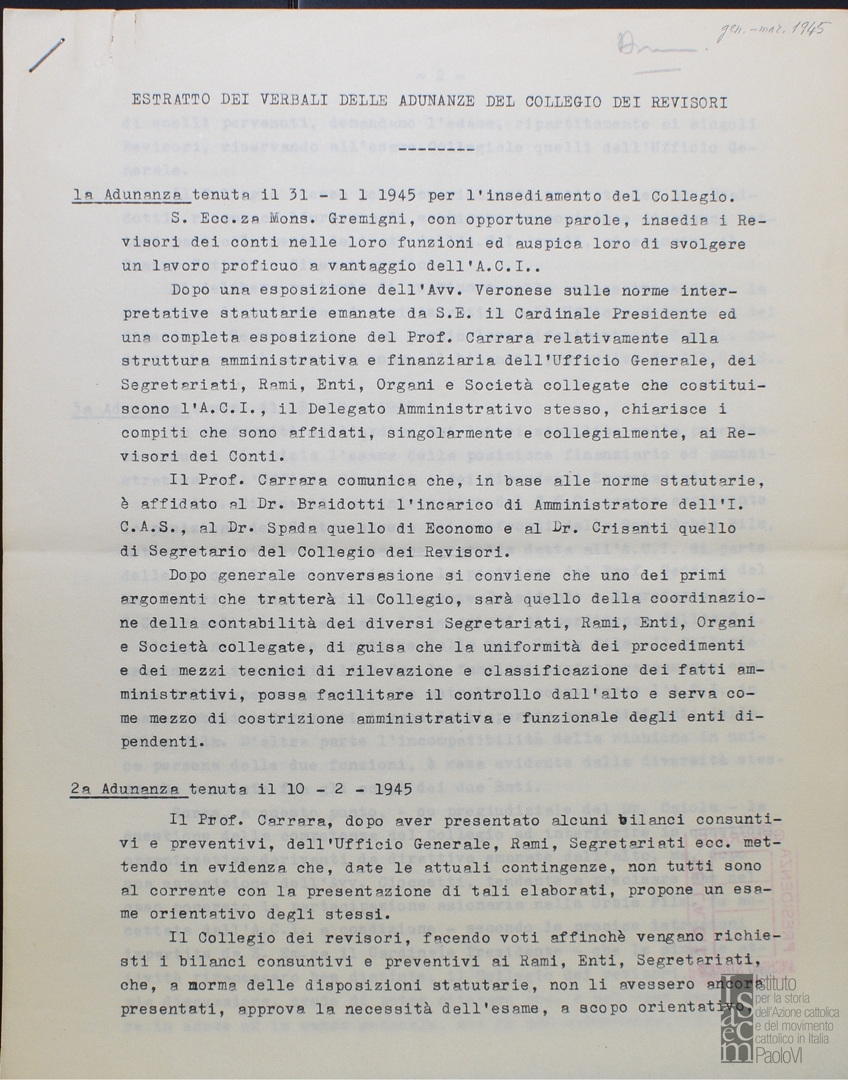 gen.-mar. 1945
ESTRATTO DEI VERBALI DELLE ADUNANZE DEL COLLEGIO DEI REVISORI
1a Adunanza tenuta il 31 - 1 1 1945 per l'insediamento del Collegio.
S. Ecc.za Mons. Gremigni, con opportune parole, insedia i Re-
visori dei conti nelle loro funzioni ed auspica loro di svolgere
un lavoro proficuo a vantaggio dell'A.C.I..
Dopo una esposizione dell'Avv. Veronese sulle norme inter-
pretative statutarie emanate da S.E. il Cardinale Presidente ed
una completa esposizione del Prof. Carrara relativamente alla
struttura amministrativa e finanziaria dell'Ufficio Generale, dei
Segretariati, Rami, Enti, Organi e Società collegate che costitui-
scono l'A.C.I., il Delegato Amministrativo stesso, chiarisce i
compiti che sono affidati, singolarmente e collegialmente, ai Re-
visori dei Conti.
Il Prof. Carrara comunica che, in base alle norme statutarie,
è affidato al Dr. Braidotti l'incarico di Amministratore dell'I.
C.A.S., al Dr. Spada quello di Economo e al Dr. Crisanti quello
di Segretario del Collegio dei Revisori.
Dopo generale conversasione si conviene che uno dei primi
argomenti che tratterà il Collegio, sarà quello della coordinazio-
ne della contabilità dei diversi Segretariati, Rami, Enti, Organi
e Società collegate, di guisa che la uniformità dei procedimenti
e dei mezzi tecnici di rilevazione e classificazione dei fatti am-
ministrativi, possa facilitare il controllo dall'alto e serva co-
me mezzo di costrizione amministrativa e funzionale degli enti di-
pendenti.
2a Adunanza tenuta il 10 - 2 - 1945
Il Prof. Carrara, dopo aver presentato alcuni bilanci consunti-
vi e preventivi, dell'Ufficio Generale, Rami, Segretariati ecc. met-
tendo in evidenza che, date le attuali contingenze, non tutti sono
al corrente con la presentazione di tali elaborati, propone un esa-
me orientativo degli stessi.
Il Collegio dei revisori, facendo voti affinchè vengano richie-
sti i bilanci consuntivi e preventivi ai Rami, Enti, Segretariati,
che, a norma delle disposizioni statutarie, non li avessero ancora
presentati, approva la necessità dell'esame, a scopo orientativo,
PRESIDENZA
Isacem
Istituto
per la storia
dell'Azione cattolica
e del movimento
cattolico in Italia
PaoloVI